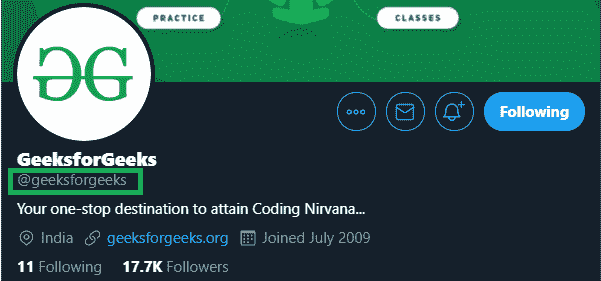 PRACTICE CLASSES
GG
Following
GeeksforGeeks
@geeksforgeeks
Your one-stop destination to attain Coding Nirvana...
India geeksforgeeks.org Joined July 2009
11 Following 17.7K Followers